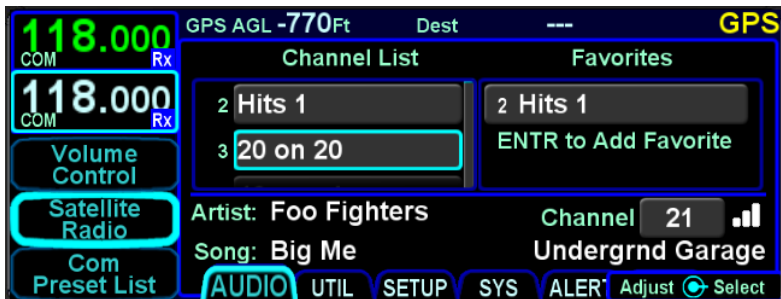 118.000
COM Rx
118.000
COM Rx
Volume
Control
Satellite
Radio
Com
Preset List
GPS AGL -770Ft Dest --- GPS
Channel List
2 Hits 1
3 20 on 20
Favorites
2 Hits 1
ENTR to Add Favorite
Artist: Foo Fighters
Song: Big Me
Channel 21
Undergrnd Garage
AUDIO UTIL SETUP SYS ALERT
Adjust Select